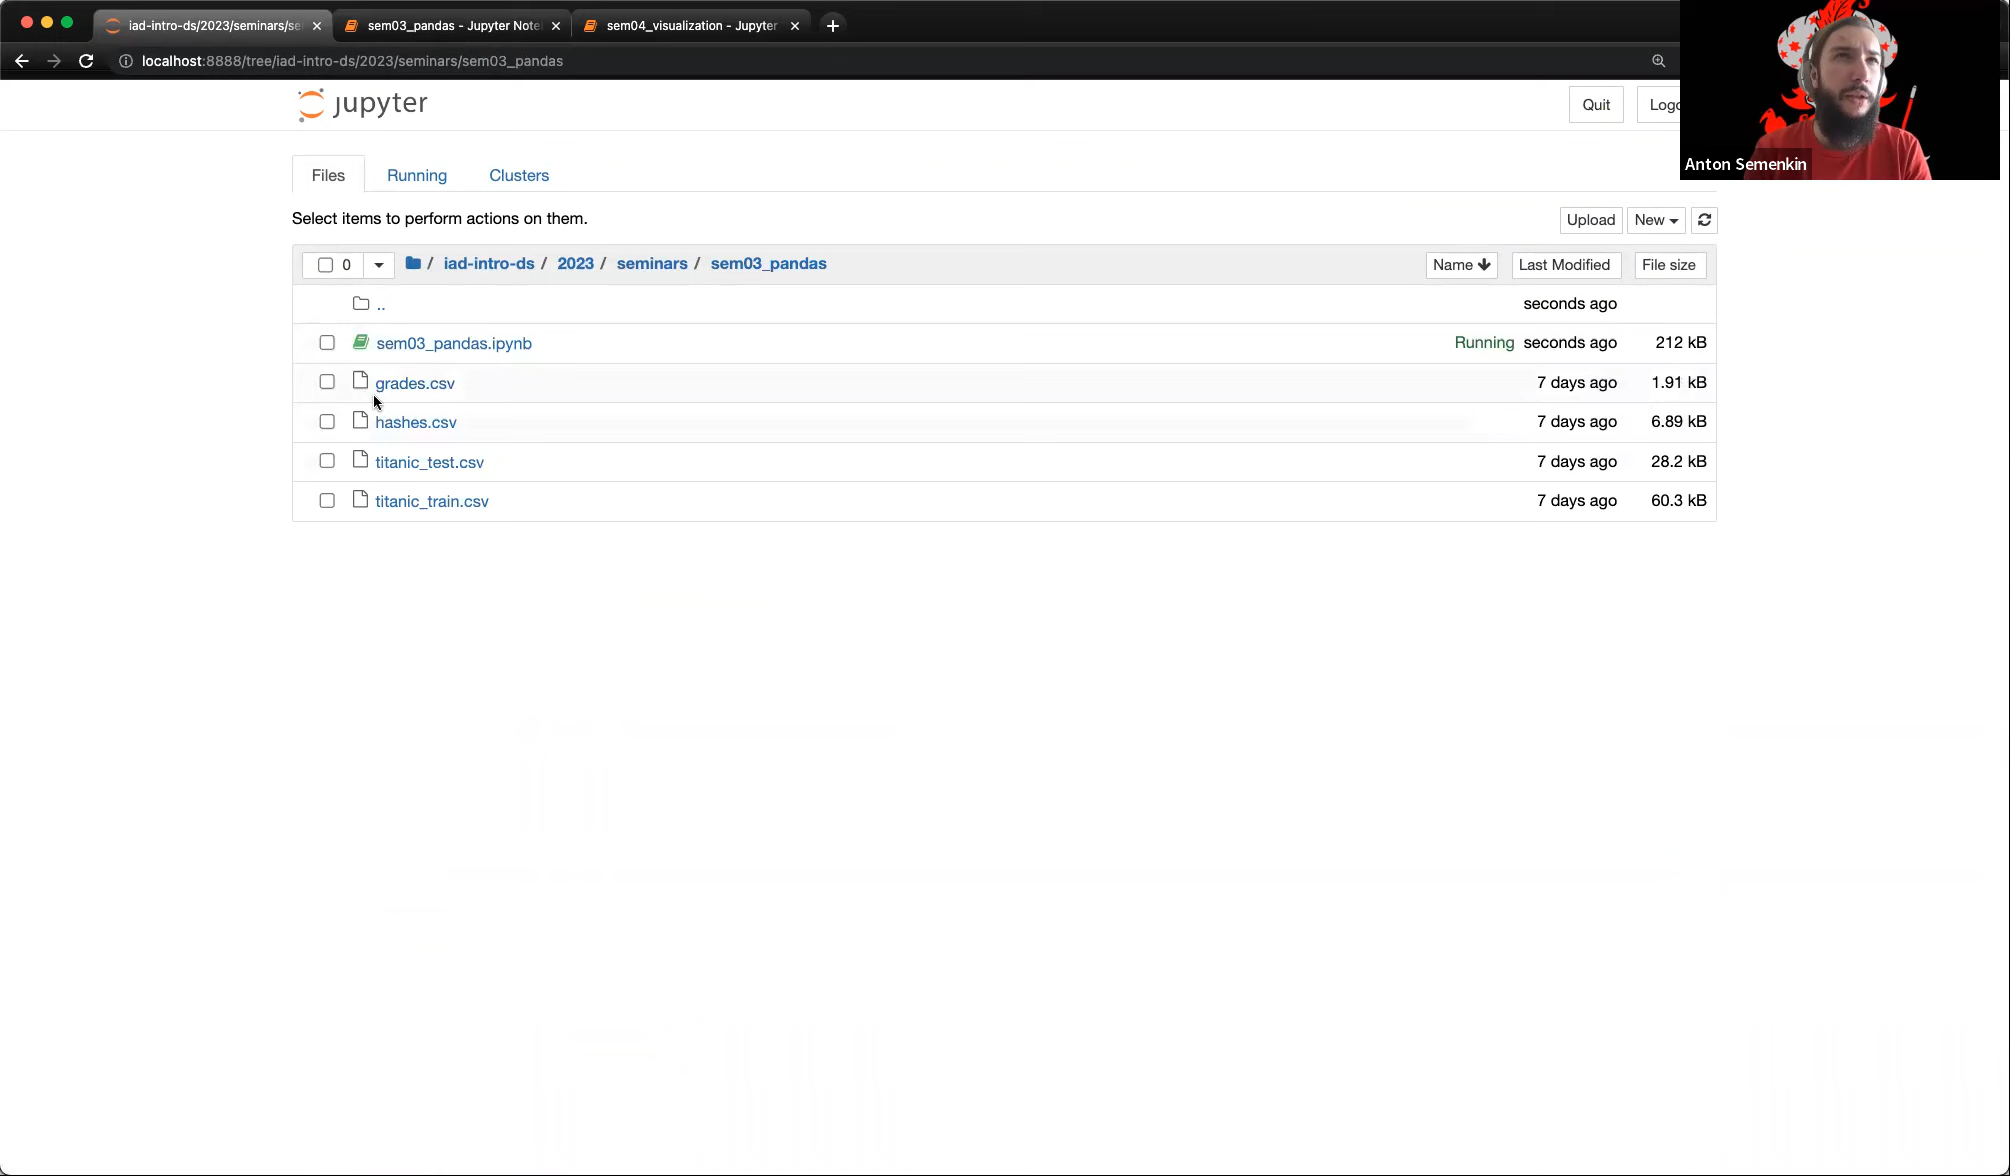 iad-intro-ds/2023/seminars/se
sem03_pandas - Jupyter Note
sem04_visualization - Jupyter
localhost:8888/tree/iad-intro-ds/2023/seminars/sem03_pandas
jupyter
Quit
Logo
Anton Semenkin
Files
Running
Clusters
Select items to perform actions on them.
Upload
New
0
/ iad-intro-ds / 2023 / seminars / sem03_pandas
Name
Last Modified
File size
.. seconds ago
sem03_pandas.ipynb Running seconds ago 212 kB
grades.csv 7 days ago 1.91 kB
hashes.csv 7 days ago 6.89 kB
titanic_test.csv 7 days ago 28.2 kB
titanic_train.csv 7 days ago 60.3 kB